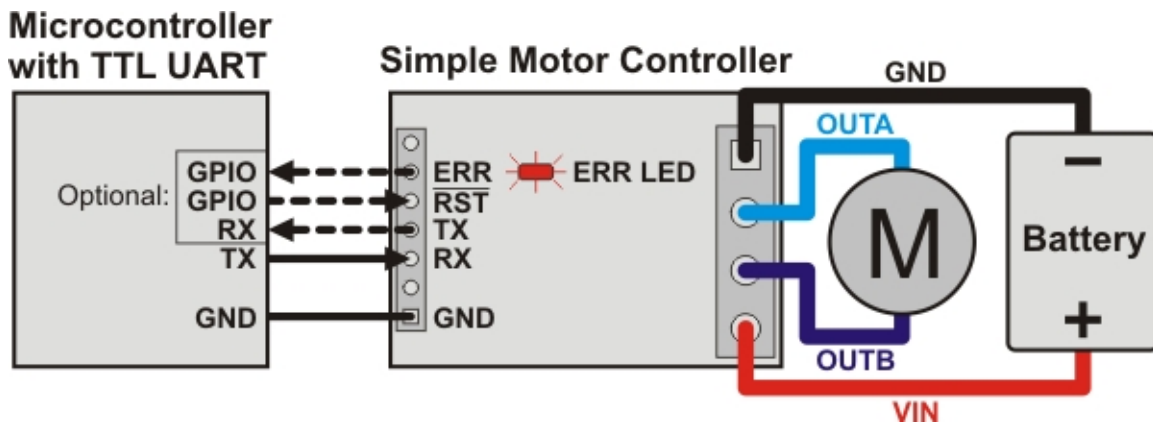 Microcontroller
with TTL UART
Simple Motor Controller
GND
OUTA
GPIO
ERR
ERR LED
Optional:
GPIO
RST
RX
TX
TX
RX
GND
GND
M
Battery
−
+
OUTB
VIN